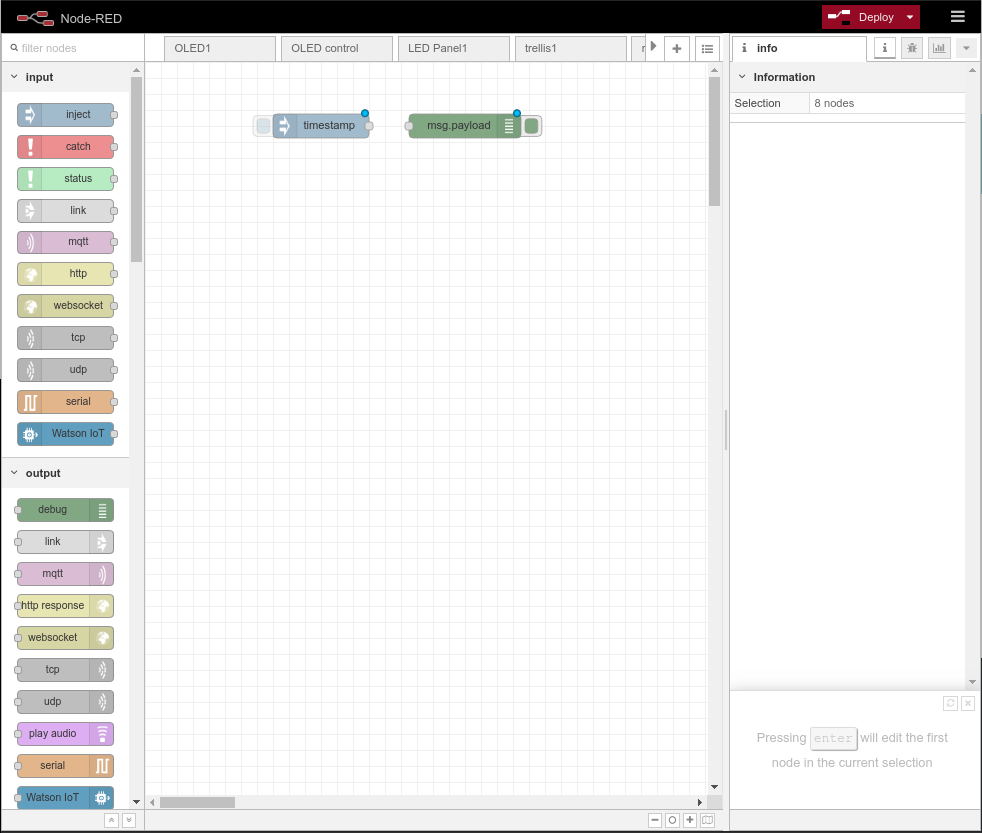 Node-RED
Deploy
filter nodes
OLED1
OLED control
LED Panel1
trellis1
info
input
inject
catch
status
link
mqtt
http
websocket
tcp
udp
serial
Watson IoT
output
debug
link
mqtt
http response
websocket
tcp
udp
play audio
serial
Watson IoT
timestamp
msg.payload
Information
Selection
8 nodes
Pressing enter will edit the first
node in the current selection